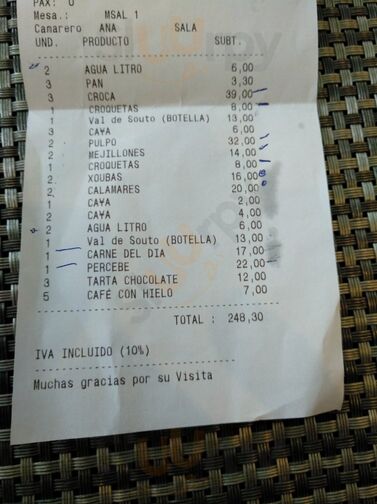 PAX: 0
Mesa.: MSAL 1
Camarero ANA SALA
UND. PRODUCTO SUBT.
2 AGUA LITRO 6,00
3 PAN 3,30
3 CROCA 39,00
1 CROQUETAS 8,00
1 Val de Souto (BOTELLA) 13,00
3 CAÑA 6,00
2 PULPO 32,00
2 MEJILLONES 14,00
1 CROQUETAS 8,00
2 XOUBAS 16,00
2 CALAMARES 20,00
1 CAÑA 2,00
2 CAÑA 4,00
2 AGUA LITRO 6,00
1 Val de Souto (BOTELLA) 13,00
1 CARNE DEL DIA 17,00
1 PERCEBE 22,00
3 TARTA CHOCOLATE 12,00
5 CAFÉ CON HIELO 7,00
TOTAL : 248,30
IVA INCLUIDO (10%)
Muchas gracias por su Visita